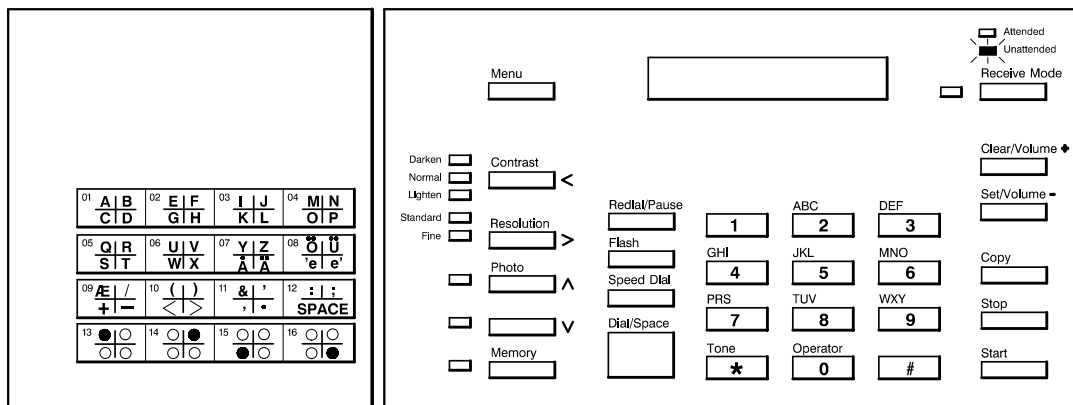 01 A B
C D
02 E F
G H
03 I J
K L
04 M N
O P
05 Q R
S T
06 U V
W X
07 Y Z
Å Ä
08 Ö Ü
'e e'
09 Æ /
+ −
10 ( )
< >
11 & '
, •
12 : ;
SPACE
13
14
15
16
Menu
Attended
Unattended
Receive Mode
Darken
Normal
Lighten
Standard
Fine
Contrast <
Resolution >
Photo ∧
∨
Memory
Redial/Pause
Flash
Speed Dial
Dial/Space
1
ABC
2
DEF
3
GHI
4
JKL
5
MNO
6
PRS
7
TUV
8
WXY
9
Tone
*
Operator
0
#
Clear/Volume +
Set/Volume -
Copy
Stop
Start